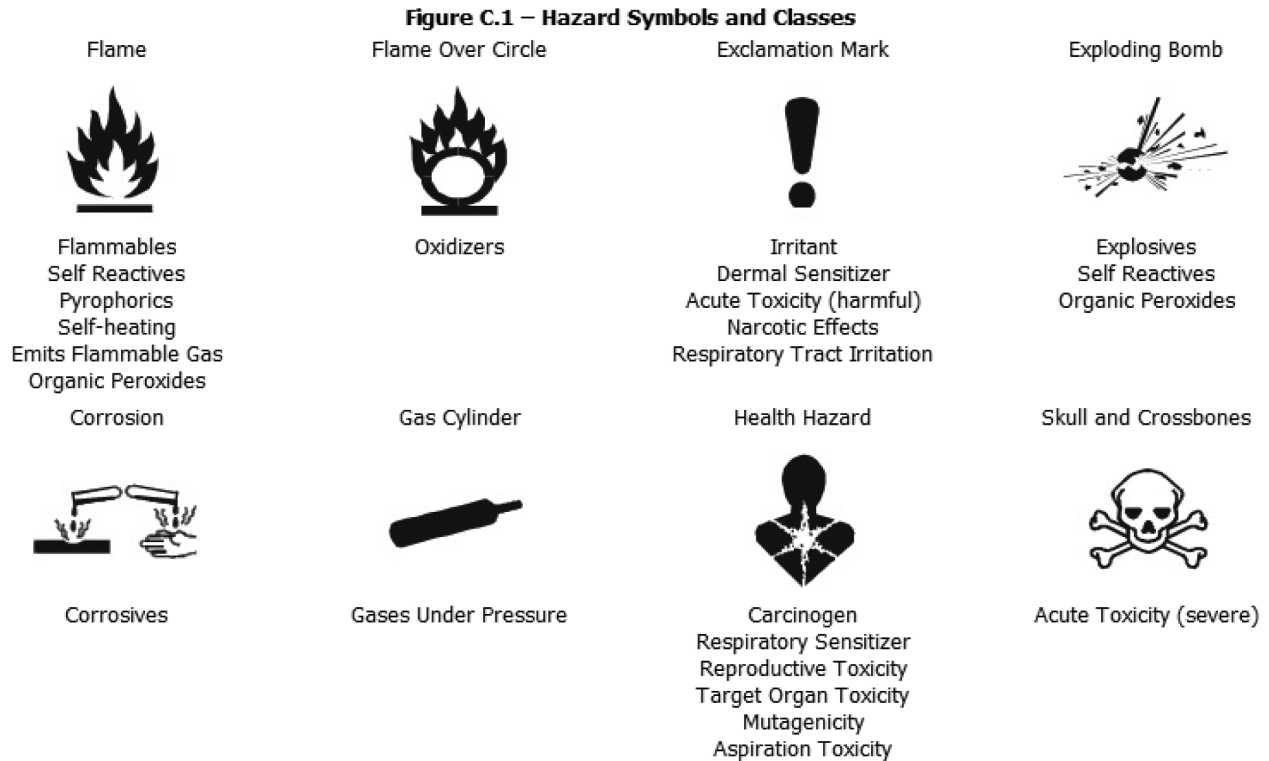 Figure C.1 – Hazard Symbols and Classes
Flame
Flame Over Circle
Exclamation Mark
Exploding Bomb
Flammables
Self Reactives
Pyrophorics
Self-heating
Emits Flammable Gas
Organic Peroxides
Oxidizers
Irritant
Dermal Sensitizer
Acute Toxicity (harmful)
Narcotic Effects
Respiratory Tract Irritation
Explosives
Self Reactives
Organic Peroxides
Corrosion
Gas Cylinder
Health Hazard
Skull and Crossbones
Corrosives
Gases Under Pressure
Carcinogen
Respiratory Sensitizer
Reproductive Toxicity
Target Organ Toxicity
Mutagenicity
Aspiration Toxicity
Acute Toxicity (severe)